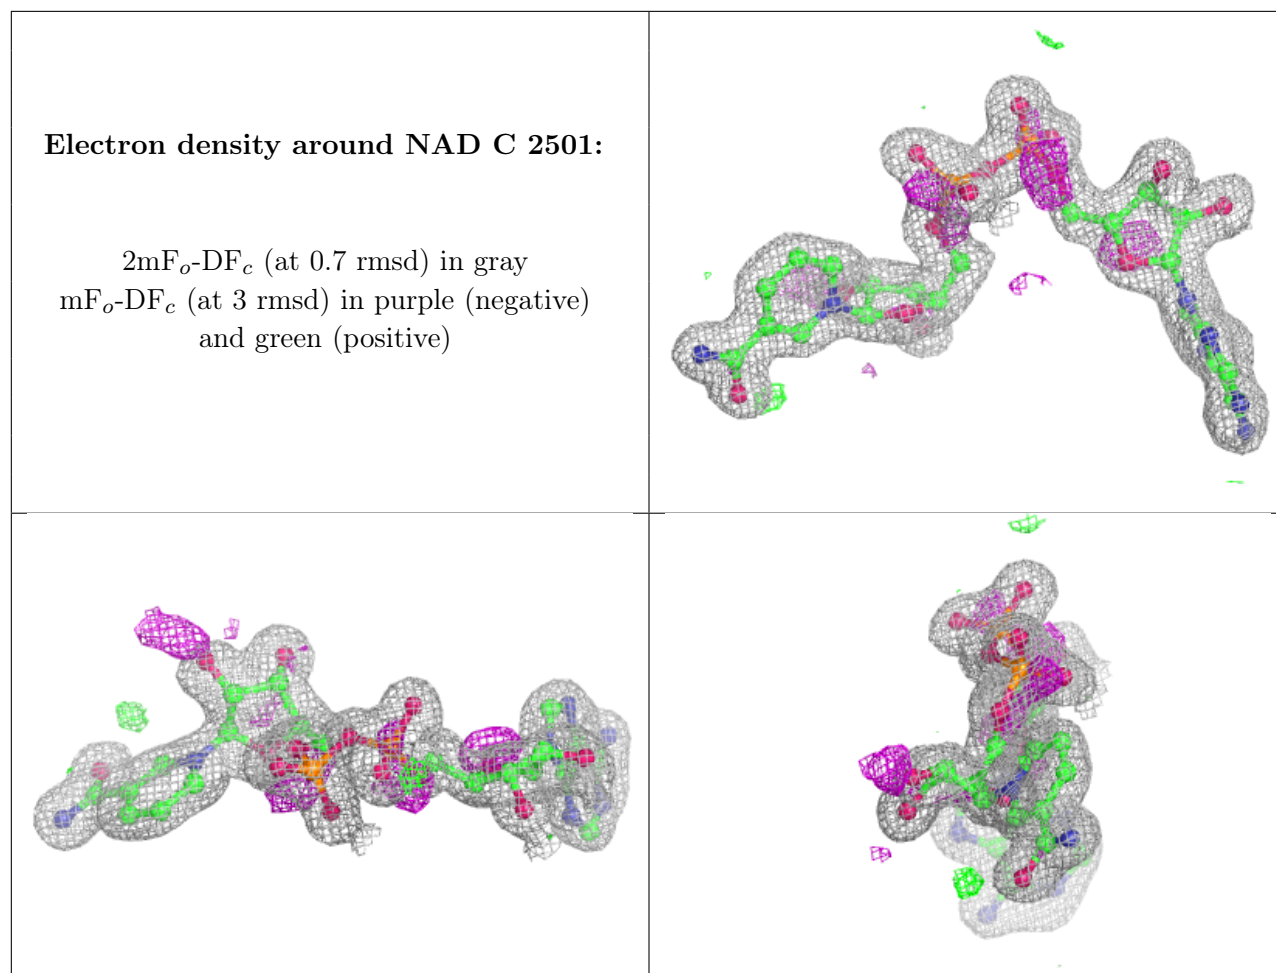 Electron density around NAD C 2501:
2mFₒ-DF𝒸 (at 0.7 rmsd) in gray
mFₒ-DF𝒸 (at 3 rmsd) in purple (negative)
and green (positive)